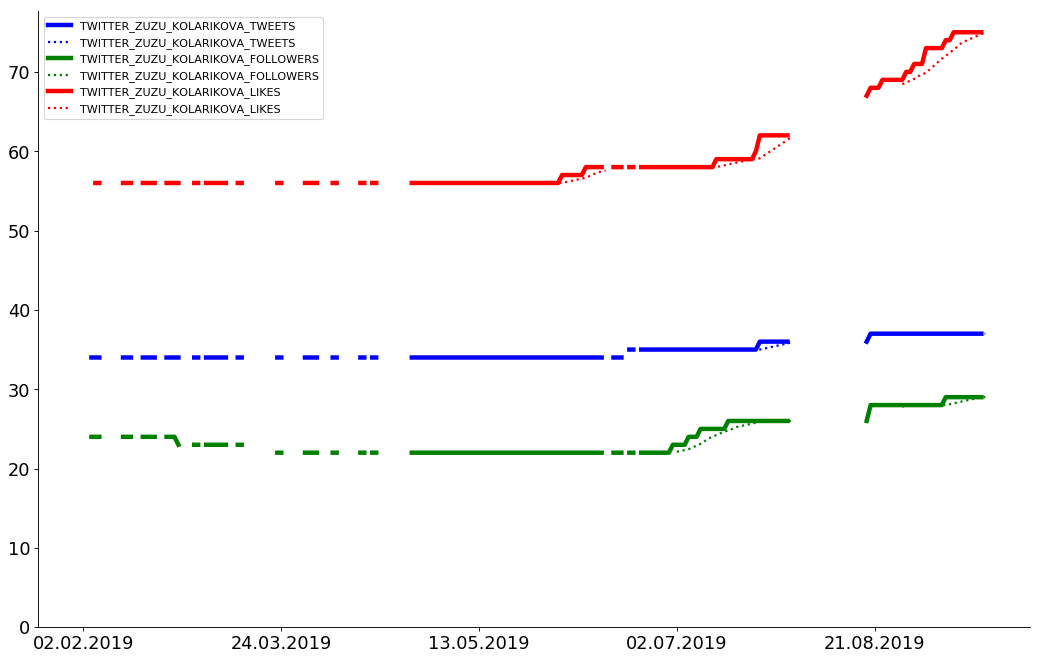 TWITTER_ZUZU_KOLARIKOVA_TWEETS
TWITTER_ZUZU_KOLARIKOVA_TWEETS
TWITTER_ZUZU_KOLARIKOVA_FOLLOWERS
TWITTER_ZUZU_KOLARIKOVA_FOLLOWERS
TWITTER_ZUZU_KOLARIKOVA_LIKES
TWITTER_ZUZU_KOLARIKOVA_LIKES
70
60
50
40
30
20
10
0
02.02.2019 24.03.2019 13.05.2019 02.07.2019 21.08.2019